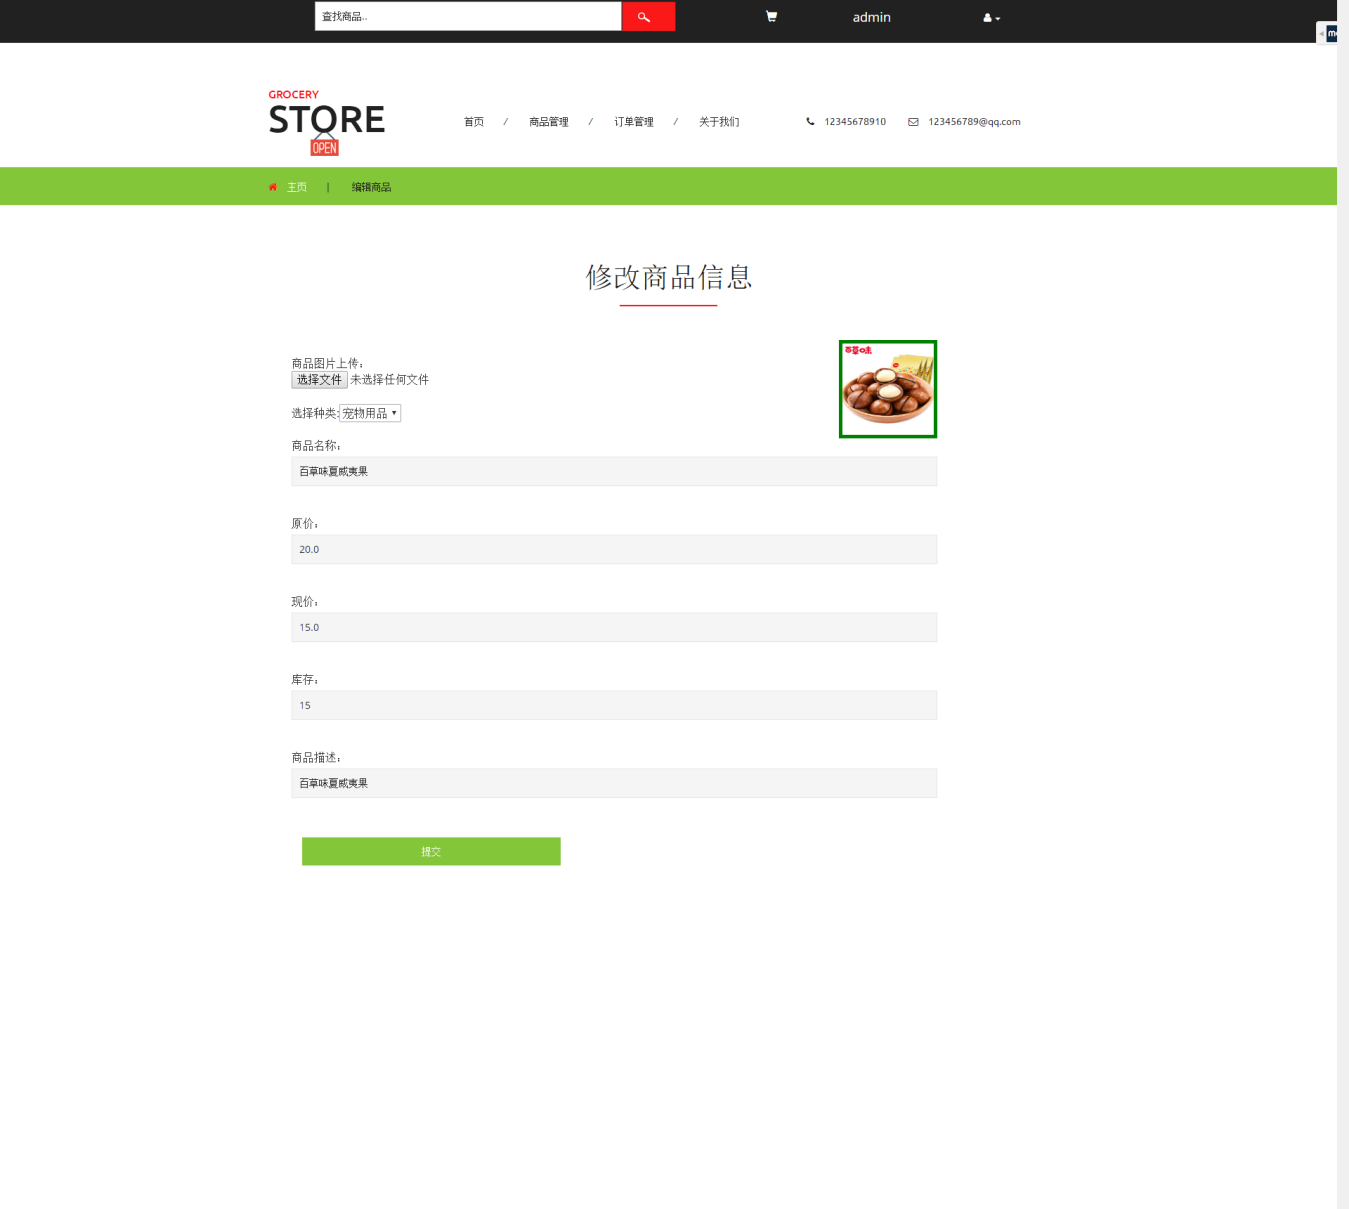 查找商品..
admin
GROCERY
STORE
OPEN
首页 / 商品管理 / 订单管理 / 关于我们
12345678910
123456789@qq.com
主页 | 编辑商品
修改商品信息
百草味
商品图片上传：
选择文件 未选择任何文件
选择种类:宠物用品
商品名称：
百草味夏威夷果
原价：
20.0
现价：
15.0
库存：
15
商品描述：
百草味夏威夷果
提交